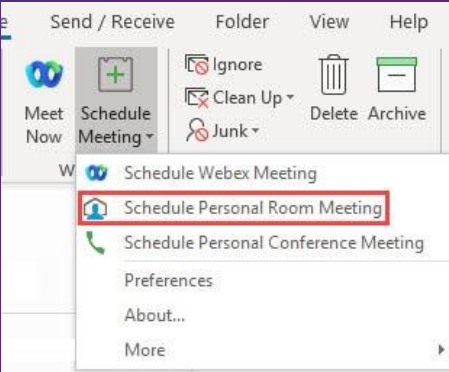 Send / Receive Folder View Help
Meet Now
Schedule Meeting
Ignore
Clean Up
Junk
Delete Archive
Schedule Webex Meeting
Schedule Personal Room Meeting
Schedule Personal Conference Meeting
Preferences
About...
More